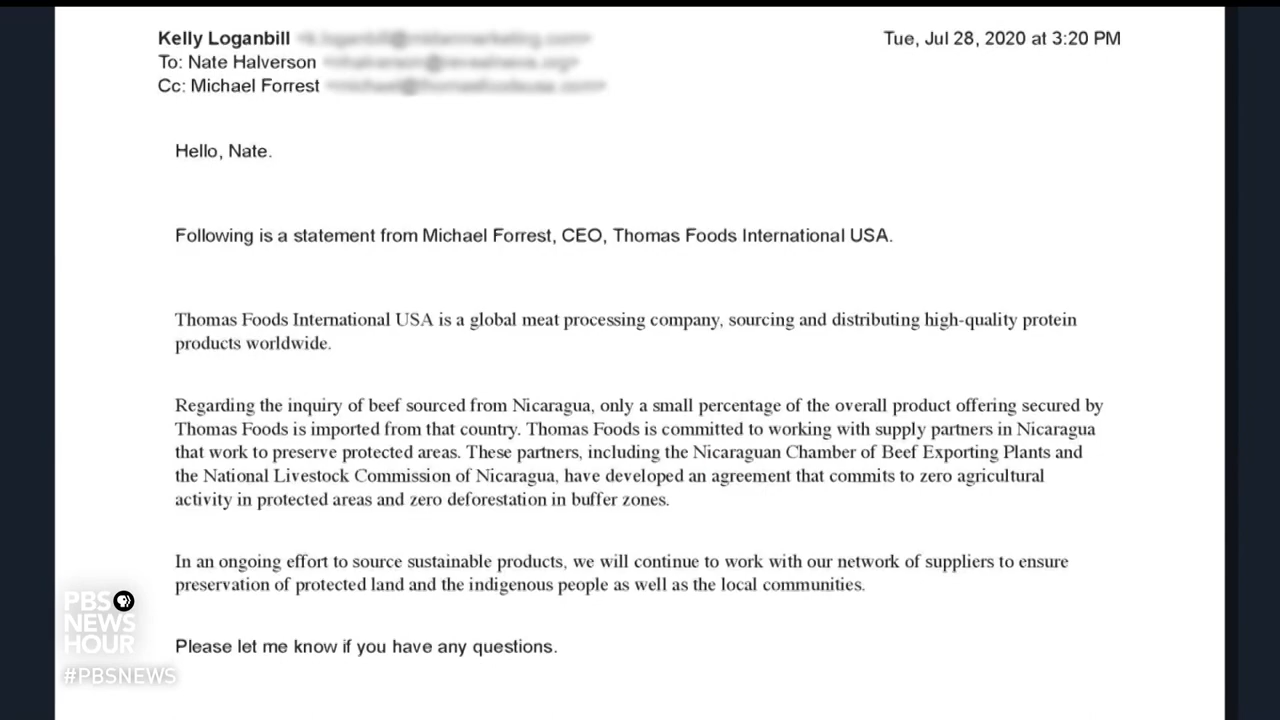 Kelly Loganbill
Tue, Jul 28, 2020 at 3:20 PM
To: Nate Halverson
Cc: Michael Forrest
Hello, Nate.
Following is a statement from Michael Forrest, CEO, Thomas Foods International USA.
Thomas Foods International USA is a global meat processing company, sourcing and distributing high-quality protein
products worldwide.
Regarding the inquiry of beef sourced from Nicaragua, only a small percentage of the overall product offering secured by
Thomas Foods is imported from that country. Thomas Foods is committed to working with supply partners in Nicaragua
that work to preserve protected areas. These partners, including the Nicaraguan Chamber of Beef Exporting Plants and
the National Livestock Commission of Nicaragua, have developed an agreement that commits to zero agricultural
activity in protected areas and zero deforestation in buffer zones.
In an ongoing effort to source sustainable products, we will continue to work with our network of suppliers to ensure
preservation of protected land and the indigenous people as well as the local communities.
Please let me know if you have any questions.
PBS
NEWS
HOUR
#PBSNEWS